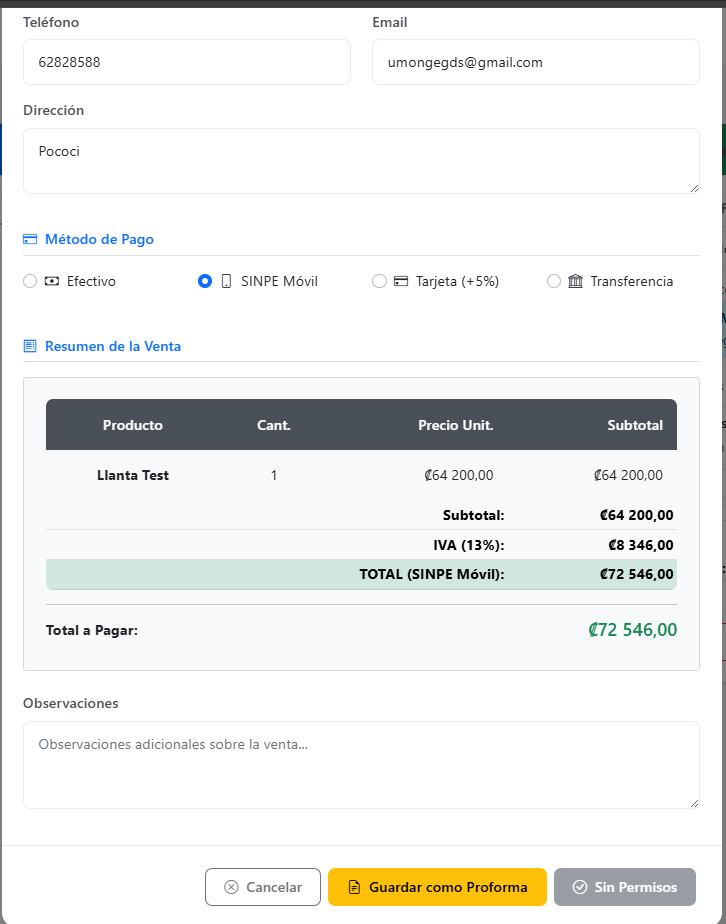 Teléfono Email
62828588 umongegds@gmail.com
Dirección
Pococi
Método de Pago
Efectivo SINPE Móvil Tarjeta (+5%) Transferencia
Resumen de la Venta
Producto Cant. Precio Unit. Subtotal
Llanta Test 1 ₡64 200,00 ₡64 200,00
Subtotal: ₡64 200,00
IVA (13%): ₡8 346,00
TOTAL (SINPE Móvil): ₡72 546,00
Total a Pagar: ₡72 546,00
Observaciones
Observaciones adicionales sobre la venta...
Cancelar Guardar como Proforma Sin Permisos